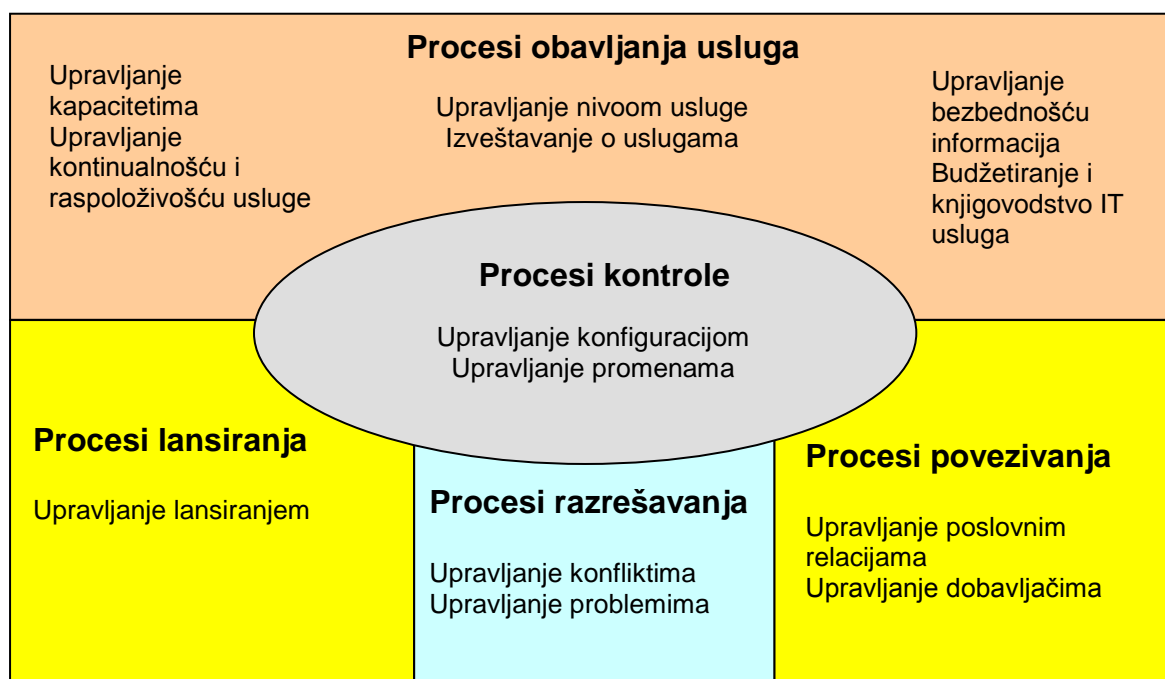 Procesi obavljanja usluga
Upravljanje
kapacitetima
Upravljanje
kontinualnošću i
raspoloživošću usluge
Upravljanje nivoom usluge
Izveštavanje o uslugama
Upravljanje
bezbednošću
informacija
Budžetiranje i
knjigovodstvo IT
usluga
Procesi kontrole
Upravljanje konfiguracijom
Upravljanje promenama
Procesi lansiranja
Upravljanje lansiranjem
Procesi razrešavanja
Upravljanje konfliktima
Upravljanje problemima
Procesi povezivanja
Upravljanje poslovnim
relacijama
Upravljanje dobavljačima